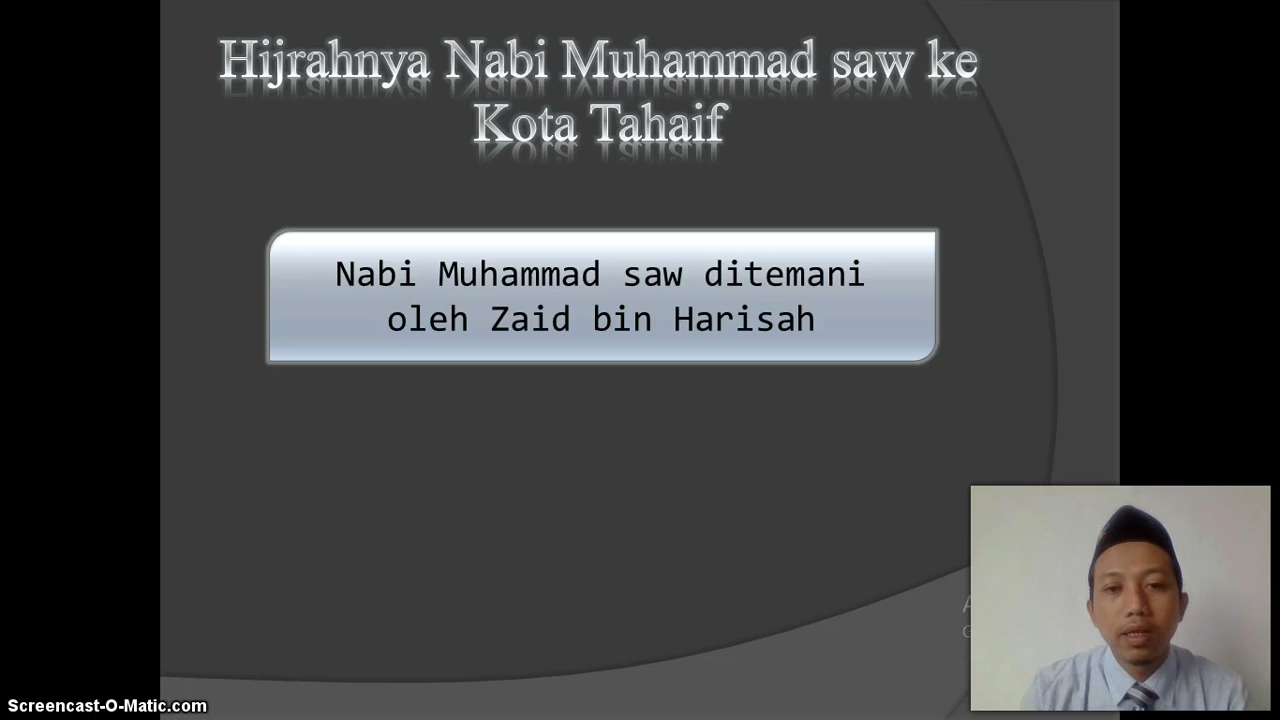 Hijrahnya Nabi Muhammad saw ke
Kota Tahaif
Nabi Muhammad saw ditemani
oleh Zaid bin Harisah
Screencast-O-Matic.com